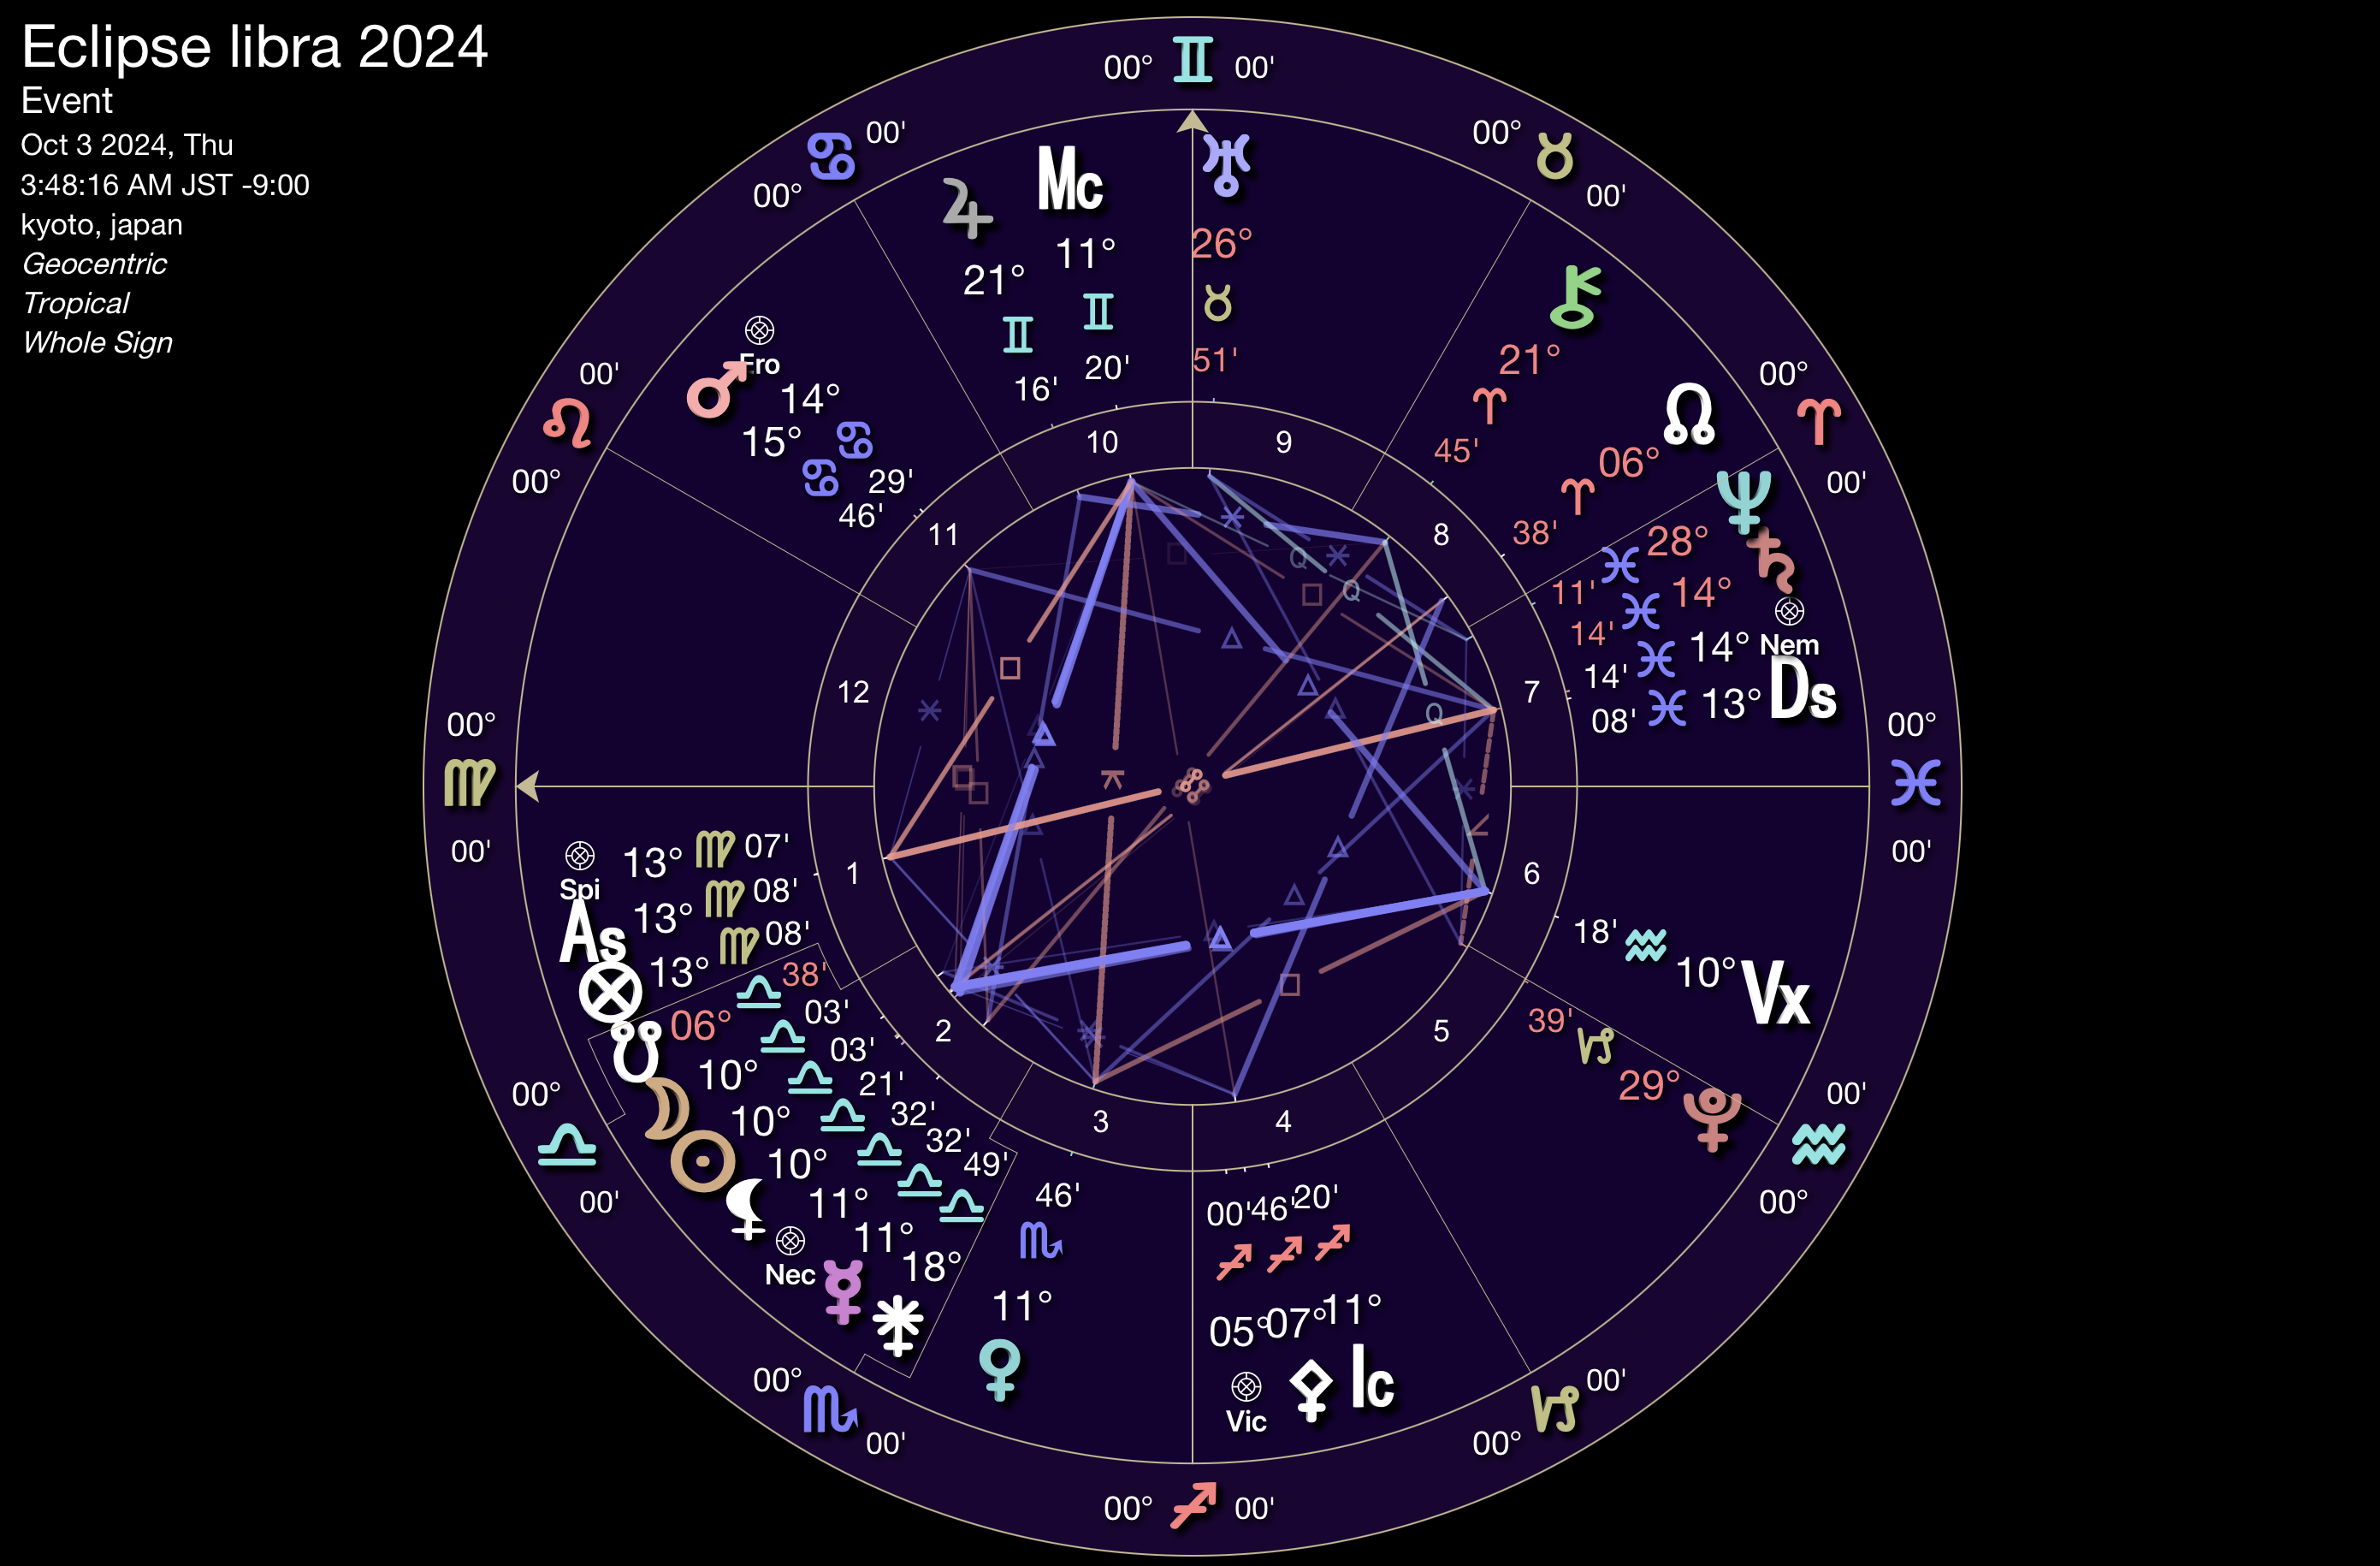 Eclipse libra 2024
Event
Oct 3 2024, Thu
3:48:16 AM JST -9:00
kyoto, japan
Geocentric
Tropical
Whole Sign
00° ♊ 00'
00° ♋ 00'
00° ♉ 00'
00° ♌ 00'
00° ♈ 00'
00° ♍ 00'
00° ♓ 00'
00° ♎ 00'
00° ♒ 00'
00° ♏ 00'
00° ♑ 00'
00° ♐ 00'
♃ 21° ♊ 16'
Mc 11° ♊ 20'
♅ 26° ♉ 51'
⚷ 21° ♈ 45'
☊ 06° ♈ 38'
♆ 28° ♓ 11'
♄ 14° ♓ 14'
Nem 14° ♓ 14'
Ds 13° ♓ 08'
Ero 14° ♋ 29'
♂ 15° ♋ 46'
Spi 13° ♍ 07'
As 13° ♍ 08'
⊗ 13° ♍ 08'
☋ 06° ♎ 38'
☽ 10° ♎ 03'
☉ 10° ♎ 03'
⚸ 10° ♎ 21'
Nec 11° ♎ 32'
☿ 11° ♎ 32'
⚵ 18° ♎ 49'
♀ 11° ♏ 46'
Vic 05° ♐ 00'
⚴ 07° ♐ 46'
Ic 11° ♐ 20'
♇ 29° ♑ 39'
Vx 10° ♒ 18'
10
9
11
8
12
7
1
6
2
5
3
4
Q
Q
Q